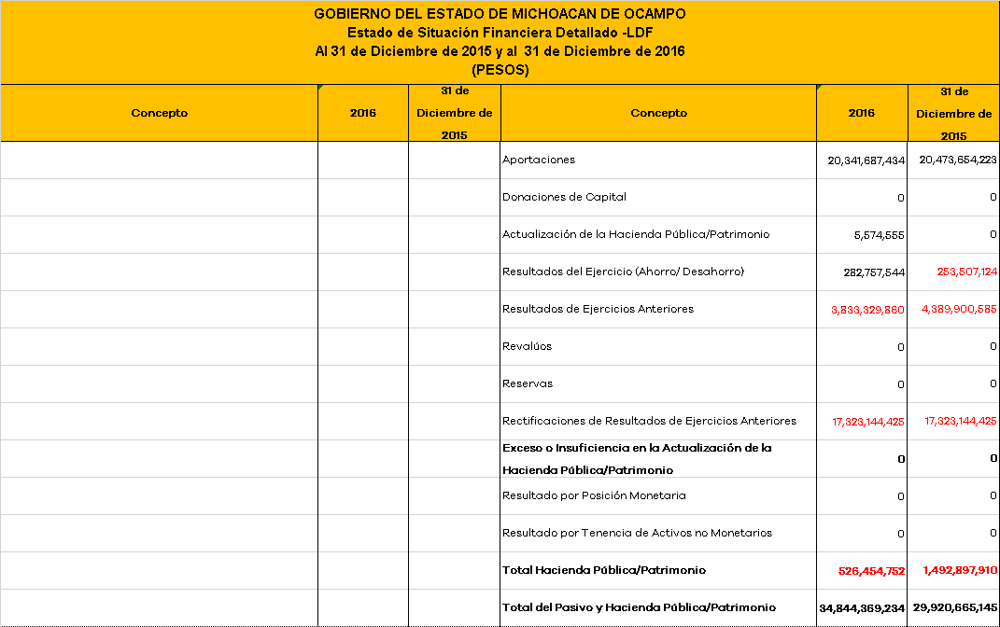 GOBIERNO DEL ESTADO DE MICHOACAN DE OCAMPO
Estado de Situación Financiera Detallado -LDF
Al 31 de Diciembre de 2015 y al  31 de Diciembre de 2016
(PESOS)
Concepto 2016 31 de Diciembre de 2015 Concepto 2016 31 de Diciembre de 2015
Aportaciones 20,341,687,434 20,473,654,223
Donaciones de Capital 0 0
Actualización de la Hacienda Pública/Patrimonio 5,574,555 0
Resultados del Ejercicio (Ahorro/ Desahorro) 282,757,544 253,507,124
Resultados de Ejercicios Anteriores 3,833,329,860 4,389,900,585
Revalúos 0 0
Reservas 0 0
Rectificaciones de Resultados de Ejercicios Anteriores 17,323,144,425 17,323,144,425
Exceso o Insuficiencia en la Actualización de la
Hacienda Pública/Patrimonio 0 0
Resultado por Posición Monetaria 0 0
Resultado por Tenencia de Activos no Monetarios 0 0
Total Hacienda Pública/Patrimonio 526,454,752 1,492,897,910
Total del Pasivo y Hacienda Pública/Patrimonio 34,844,369,234 29,920,665,145